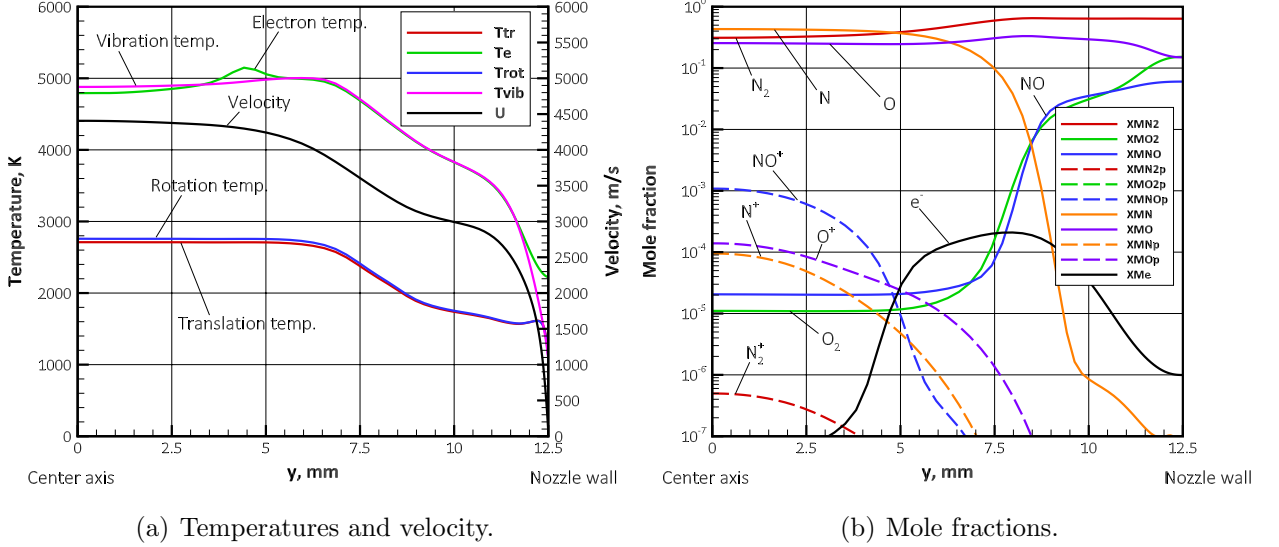 6000
6000
Electron temp.
Vibration temp.
Ttr
Te
Trot
Tvib
U
5500
5000
5000
4500
Velocity
4000
4000
3500
Rotation temp.
3000
3000
2500
2000
2000
Translation temp.
1500
1000
1000
500
0
0
0
2.5
5
7.5
10
12.5
Temperature, K
Velocity, m/s
y, mm
Center axis
Nozzle wall
(a) Temperatures and velocity.
10^0
10^-1
10^-2
10^-3
10^-4
10^-5
10^-6
10^-7
Mole fraction
N_2
N
O
NO
NO^+
N^+
O^+
e^-
O_2
N_2^+
XMN2
XMO2
XMNO
XMN2p
XMO2p
XMNOp
XMN
XMO
XMNp
XMOp
XMe
0
2.5
5
7.5
10
12.5
y, mm
Center axis
Nozzle wall
(b) Mole fractions.